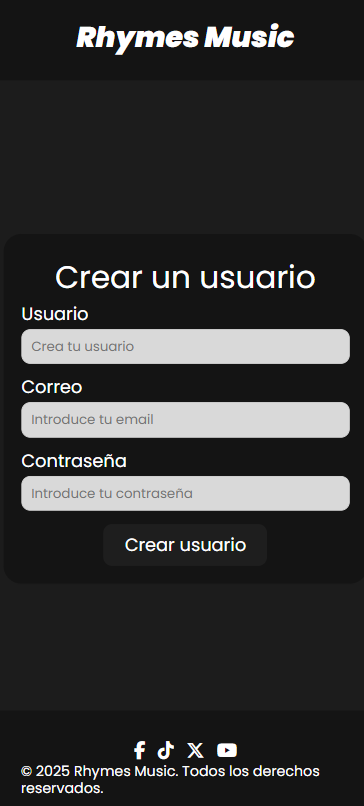 Rhymes Music
Crear un usuario
Usuario
Crea tu usuario
Correo
Introduce tu email
Contraseña
Introduce tu contraseña
Crear usuario
© 2025 Rhymes Music. Todos los derechos
reservados.